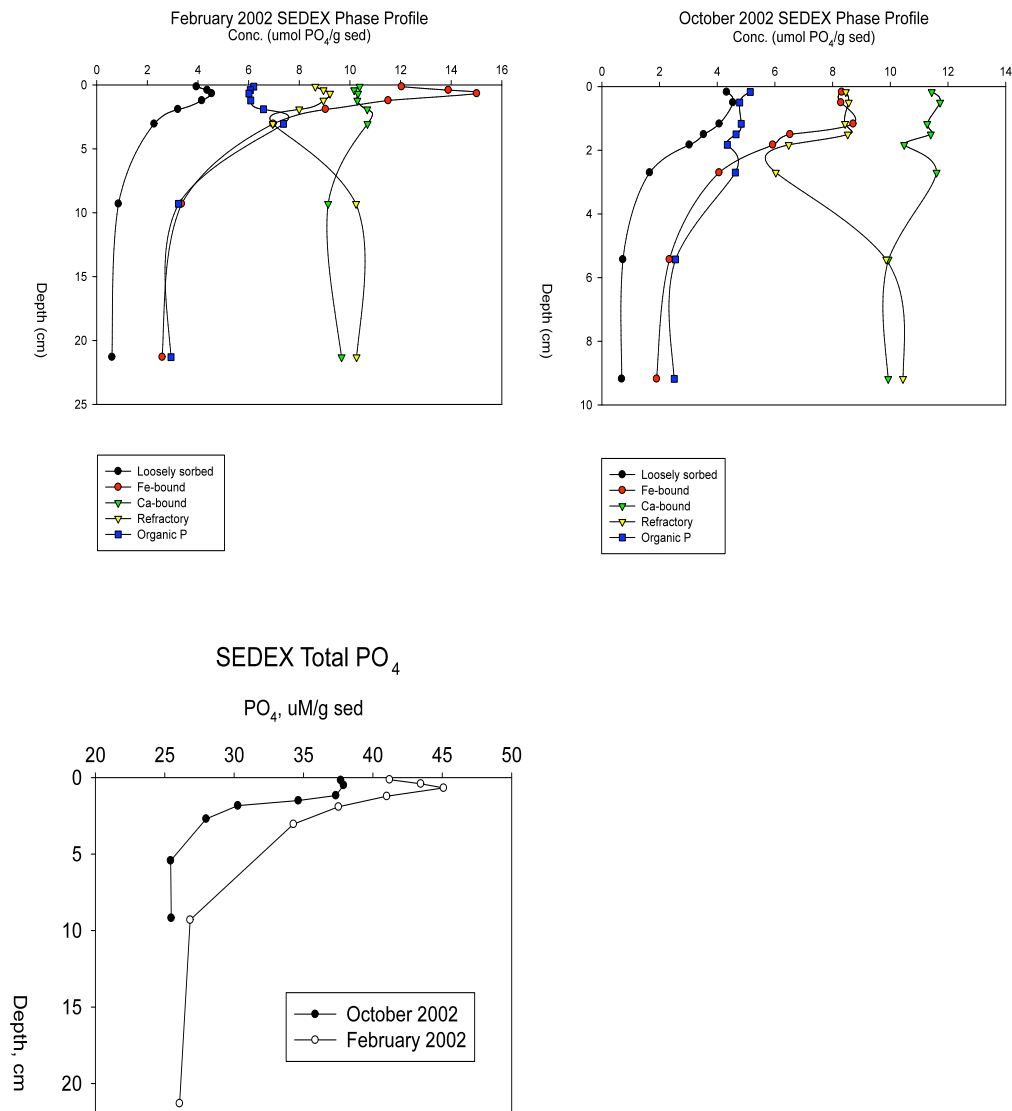 February 2002 SEDEX Phase Profile
Conc. (umol PO4/g sed)
0 2 4 6 8 10 12 14 16
0
5
10
15
20
25
Depth (cm)
Loosely sorbed
Fe-bound
Ca-bound
Refractory
Organic P
October 2002 SEDEX Phase Profile
Conc. (umol PO4/g sed)
0 2 4 6 8 10 12 14
0
2
4
6
8
10
Depth (cm)
Loosely sorbed
Fe-bound
Ca-bound
Refractory
Organic P
SEDEX Total PO4
PO4, uM/g sed
20 25 30 35 40 45 50
0
5
10
15
20
Depth, cm
October 2002
February 2002